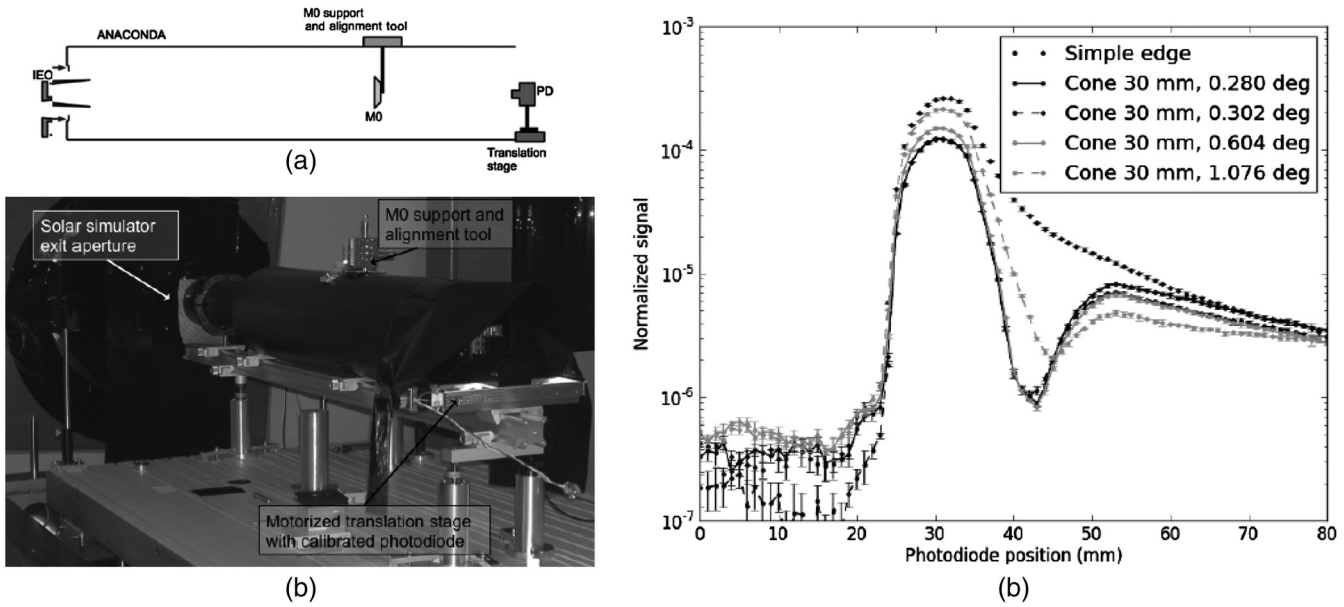 M0 support
and alignment tool
ANACONDA
IEO
M0
PD
Translation
stage
(a)
Solar simulator
exit aperture
M0 support and
alignment tool
Motorized translation stage
with calibrated photodiode
(b)
10^-3
10^-4
10^-5
10^-6
10^-7
Normalized signal
Simple edge
Cone 30 mm, 0.280 deg
Cone 30 mm, 0.302 deg
Cone 30 mm, 0.604 deg
Cone 30 mm, 1.076 deg
0 10 20 30 40 50 60 70 80
Photodiode position (mm)
(b)